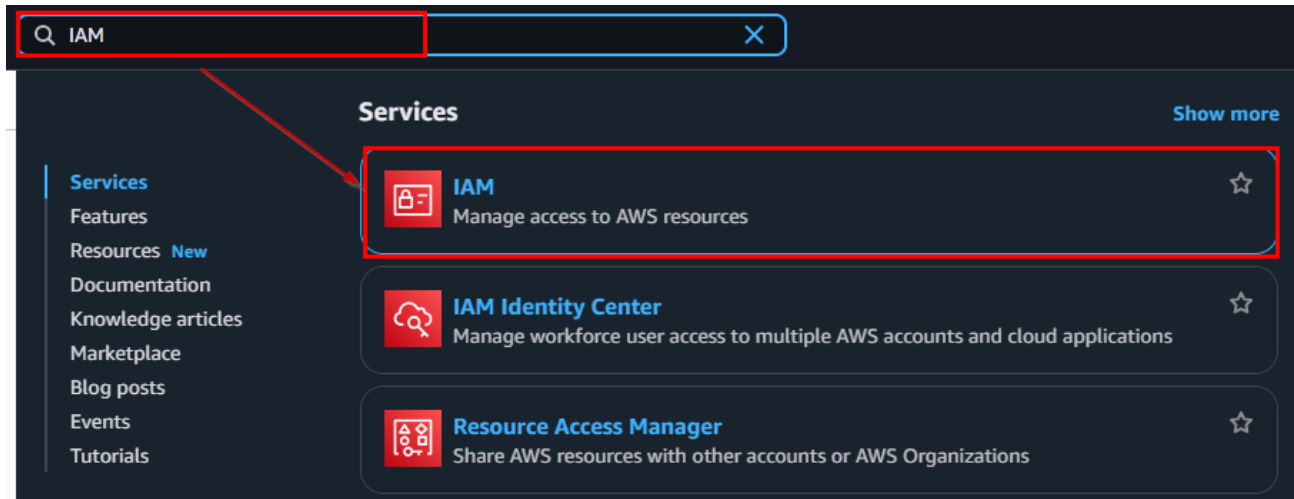 IAM
Services
Show more
Services
Features
Resources New
Documentation
Knowledge articles
Marketplace
Blog posts
Events
Tutorials
IAM
Manage access to AWS resources
IAM Identity Center
Manage workforce user access to multiple AWS accounts and cloud applications
Resource Access Manager
Share AWS resources with other accounts or AWS Organizations